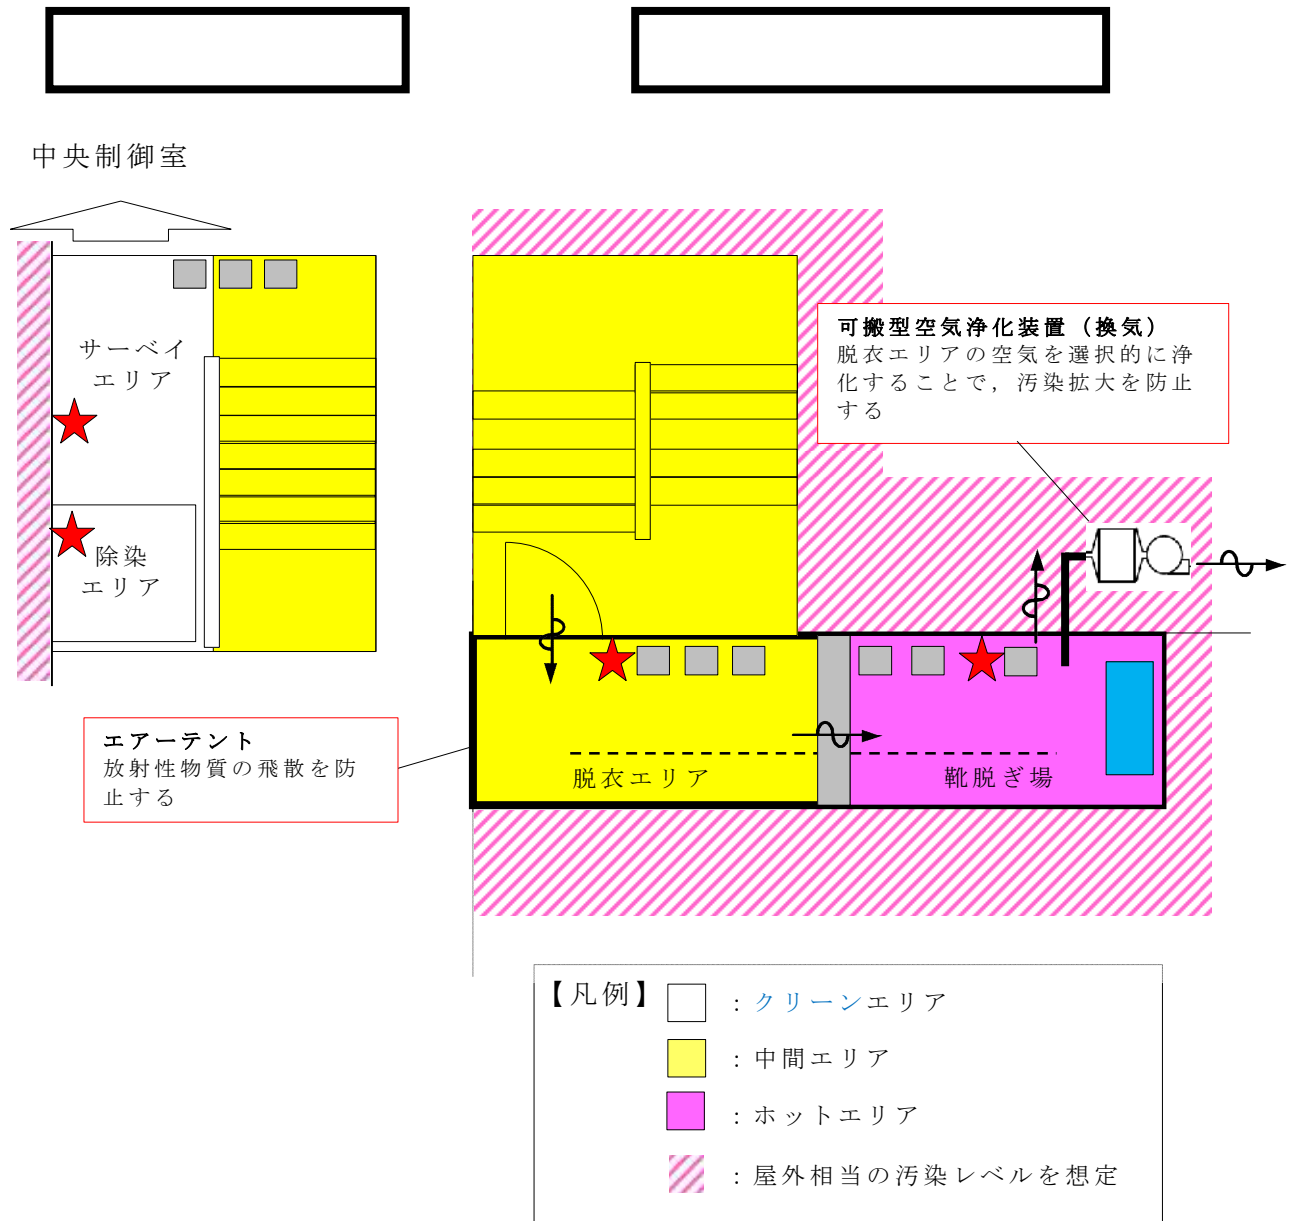 中央制御室
サーベイ
エリア
除染
エリア
可搬型空気浄化装置（換気）
脱衣エリアの空気を選択的に浄
化することで，汚染拡大を防止
する
エアーテント
放射性物質の飛散を防
止する
脱衣エリア
靴脱ぎ場
【凡例】
：クリーンエリア
：中間エリア
：ホットエリア
：屋外相当の汚染レベルを想定